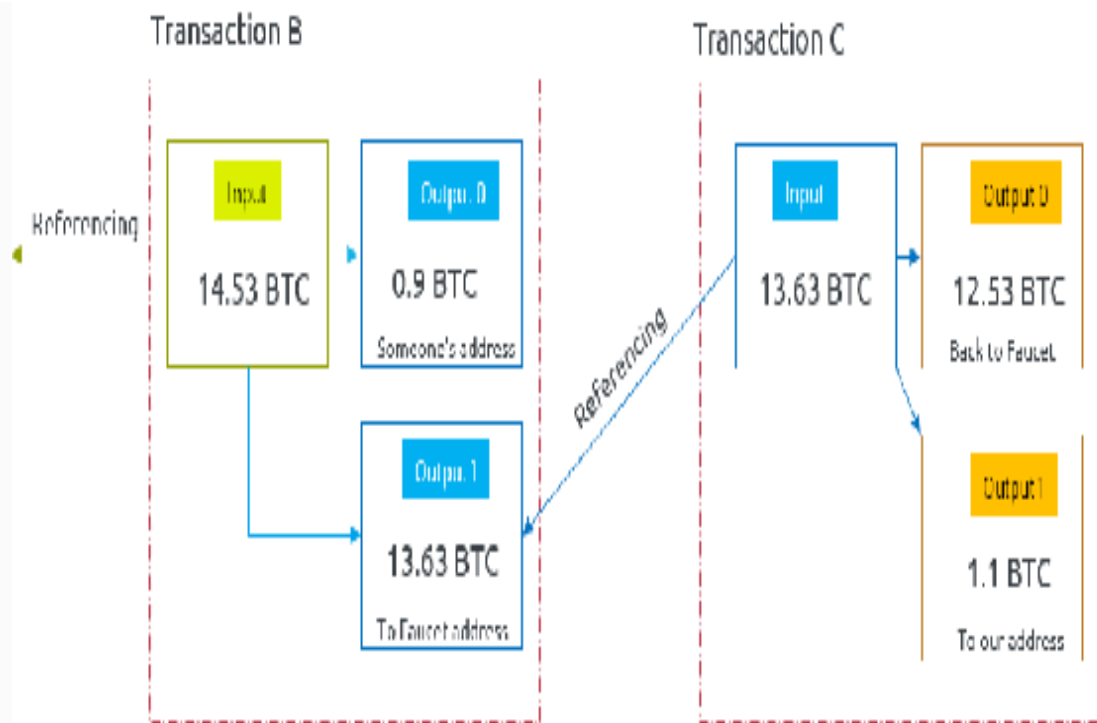 Transaction B
Transaction C
Referencing
Input
14.53 BTC
Output 0
0.9 BTC
Someone's address
Output 1
13.63 BTC
To Faucet address
Referencing
Input
13.63 BTC
Output 0
12.53 BTC
Back to Faucet
Output 1
1.1 BTC
To our address